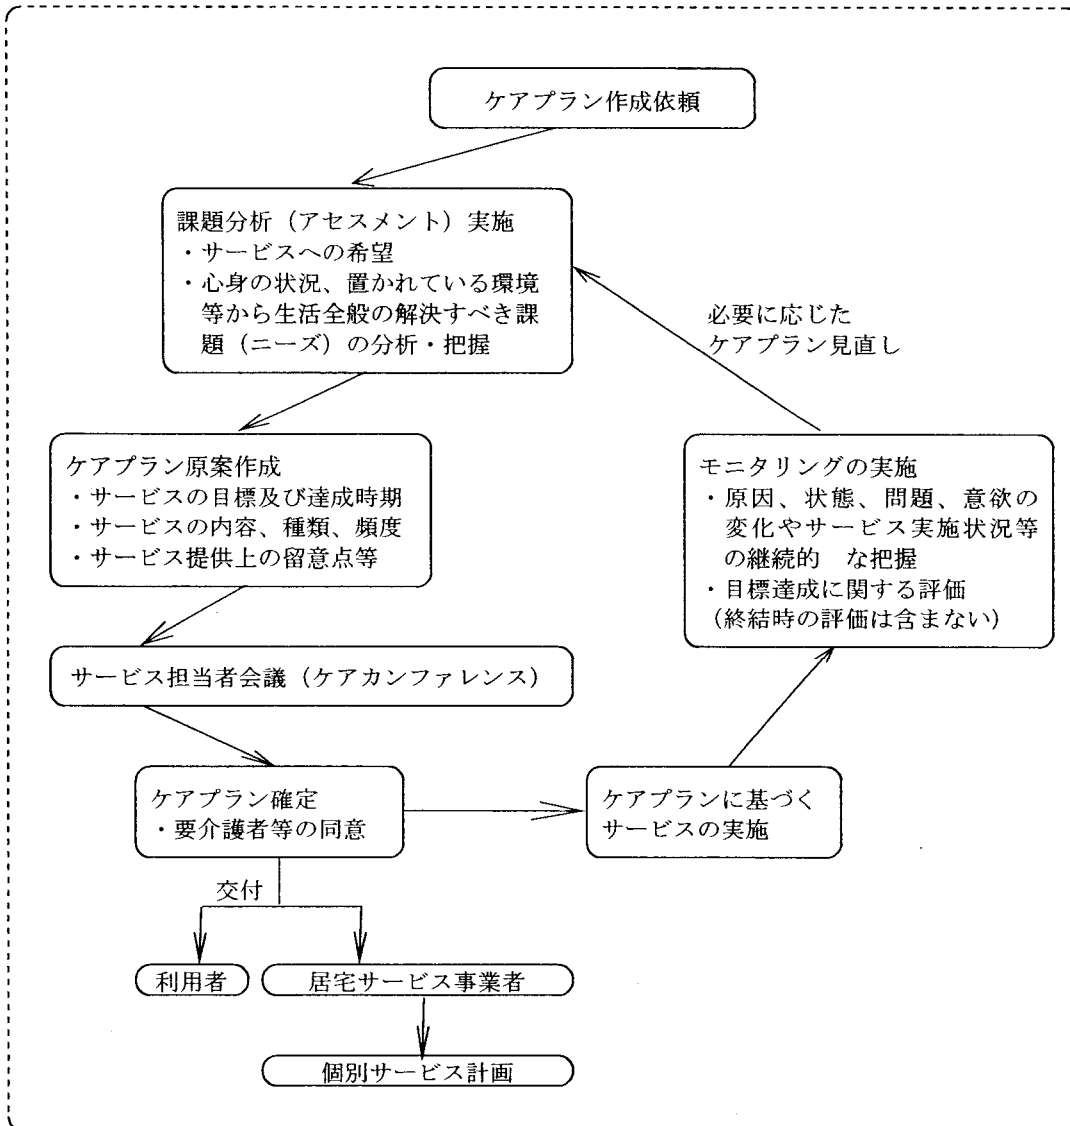 ケアプラン作成依頼
課題分析（アセスメント）実施
・サービスへの希望
・心身の状況、置かれている環境
等から生活全般の解決すべき課
題（ニーズ）の分析・把握
必要に応じた
ケアプラン見直し
ケアプラン原案作成
・サービスの目標及び達成時期
・サービスの内容、種類、頻度
・サービス提供上の留意点等
モニタリングの実施
・原因、状態、問題、意欲の
変化やサービス実施状況等
の継続的　な把握
・目標達成に関する評価
（終結時の評価は含まない）
サービス担当者会議（ケアカンファレンス）
ケアプラン確定
・要介護者等の同意
ケアプランに基づく
サービスの実施
交付
利用者
居宅サービス事業者
個別サービス計画